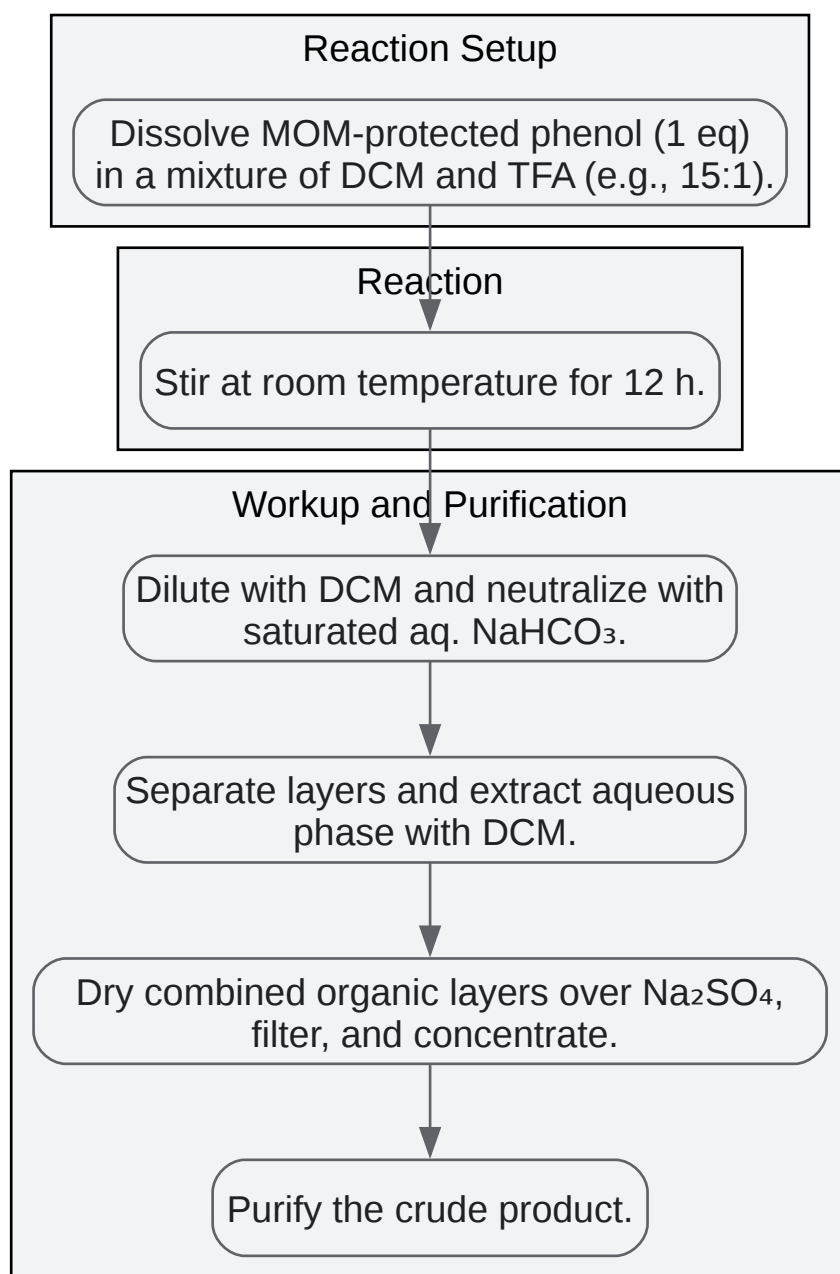 Reaction Setup
Dissolve MOM-protected phenol (1 eq)
in a mixture of DCM and TFA (e.g., 15:1).
Reaction
Stir at room temperature for 12 h.
Workup and Purification
Dilute with DCM and neutralize with
saturated aq. NaHCO₃.
Separate layers and extract aqueous
phase with DCM.
Dry combined organic layers over Na₂SO₄,
filter, and concentrate.
Purify the crude product.